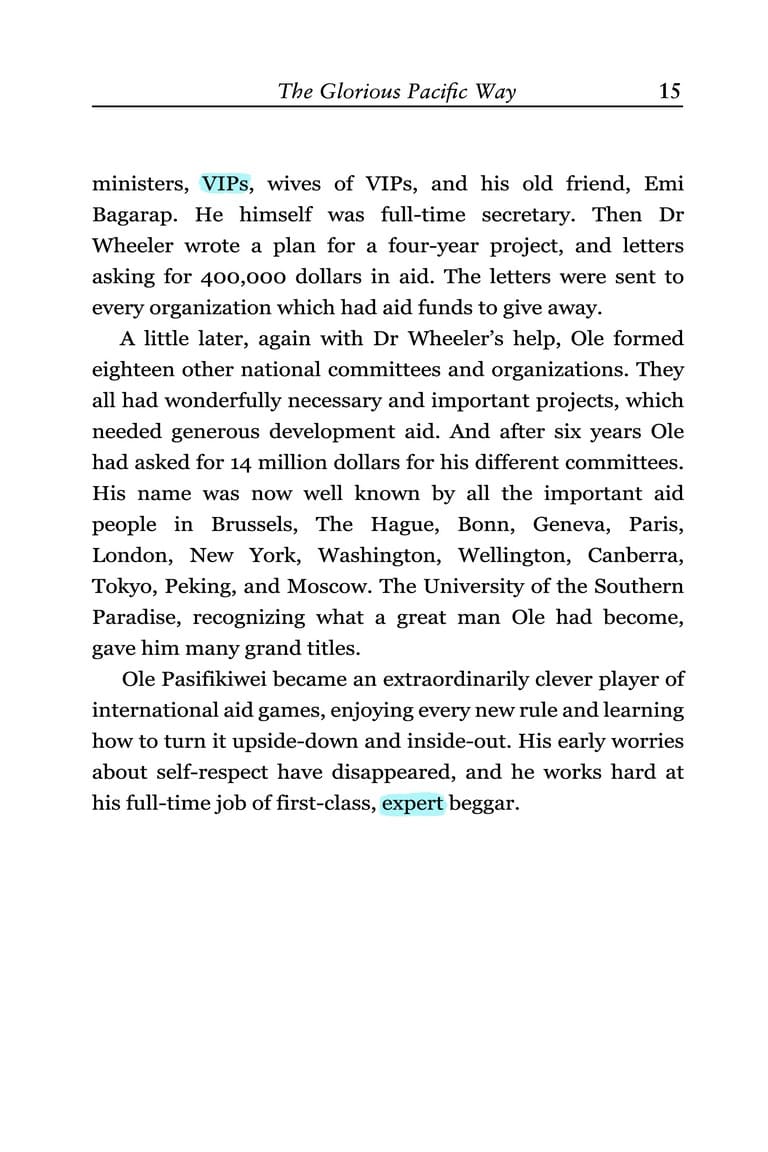 The Glorious Pacific Way 15
ministers, VIPs, wives of VIPs, and his old friend, Emi
Bagarap. He himself was full-time secretary. Then Dr
Wheeler wrote a plan for a four-year project, and letters
asking for 400,000 dollars in aid. The letters were sent to
every organization which had aid funds to give away.
A little later, again with Dr Wheeler’s help, Ole formed
eighteen other national committees and organizations. They
all had wonderfully necessary and important projects, which
needed generous development aid. And after six years Ole
had asked for 14 million dollars for his different committees.
His name was now well known by all the important aid
people in Brussels, The Hague, Bonn, Geneva, Paris,
London, New York, Washington, Wellington, Canberra,
Tokyo, Peking, and Moscow. The University of the Southern
Paradise, recognizing what a great man Ole had become,
gave him many grand titles.
Ole Pasifikiwei became an extraordinarily clever player of
international aid games, enjoying every new rule and learning
how to turn it upside-down and inside-out. His early worries
about self-respect have disappeared, and he works hard at
his full-time job of first-class, expert beggar.